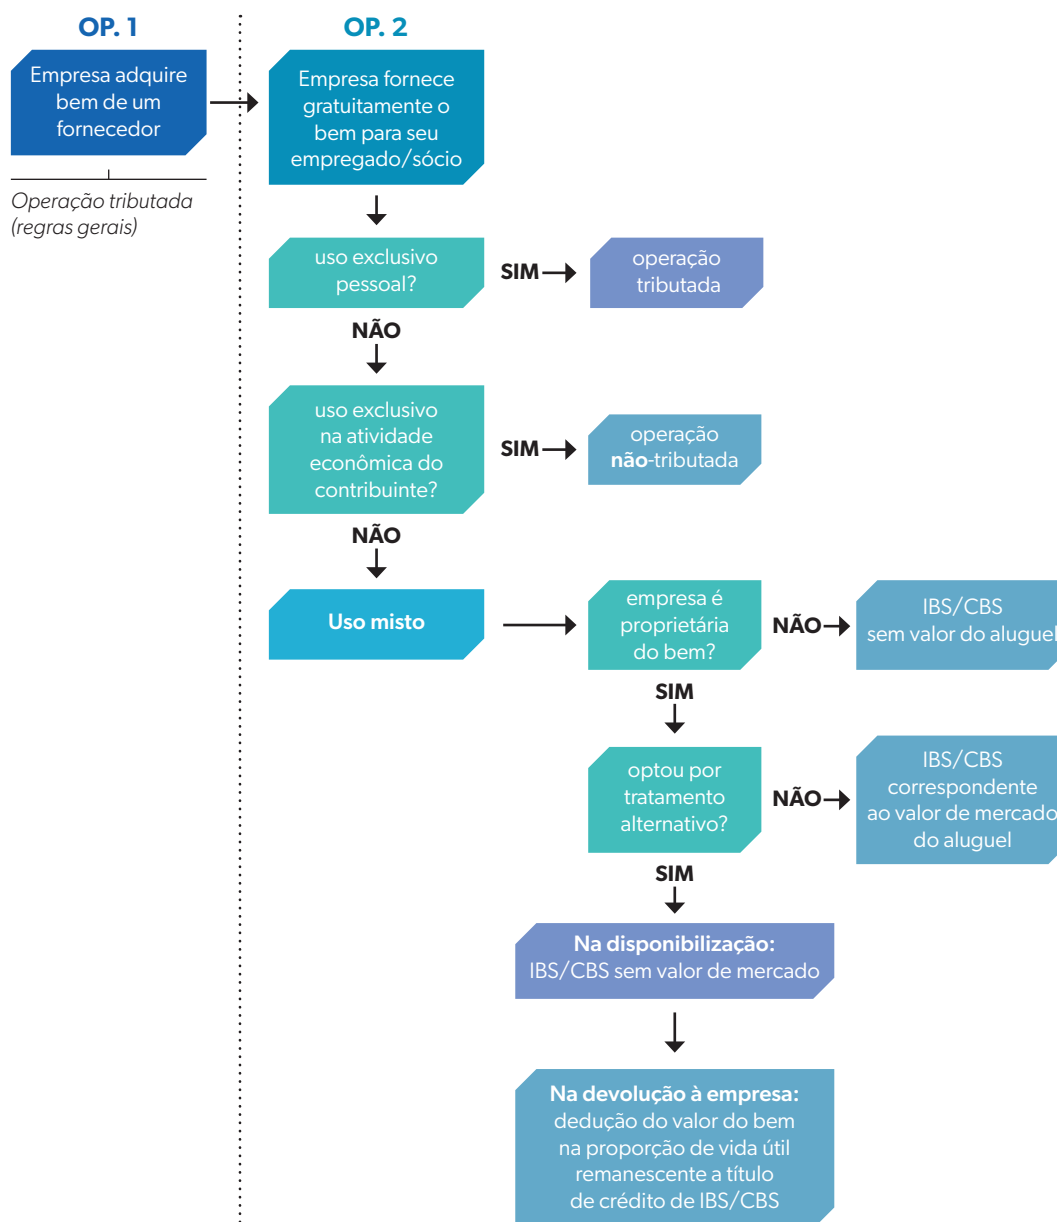 OP. 1
Empresa adquire
bem de um
fornecedor
Operação tributada
(regras gerais)
OP. 2
Empresa fornece
gratuitamente o
bem para seu
empregado/sócio
uso exclusivo
pessoal?
SIM
operação
tributada
NÃO
uso exclusivo
na atividade
econômica do
contribuinte?
SIM
operação
não-tributada
NÃO
Uso misto
empresa é
proprietária
do bem?
NÃO
IBS/CBS
sem valor do aluguel
SIM
optou por
tratamento
alternativo?
NÃO
IBS/CBS
correspondente
ao valor de mercado
do aluguel
SIM
Na disponibilização:
IBS/CBS sem valor de mercado
Na devolução à empresa:
dedução do valor do bem
na proporção de vida útil
remanescente a título
de crédito de IBS/CBS